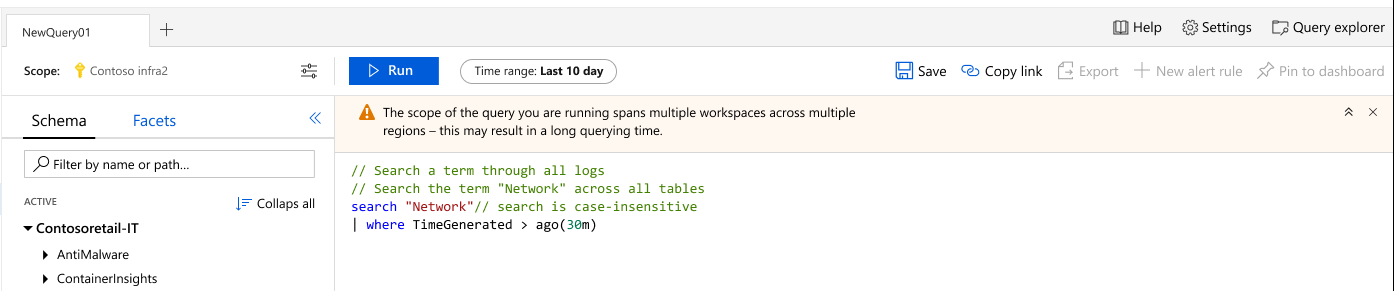 NewQuery01
Help Settings Query explorer
Scope: Contoso infra2
Run
Time range: Last 10 day
Save Copy link Export New alert rule Pin to dashboard
Schema Facets
Filter by name or path...
ACTIVE Collaps all
Contosoretail-IT
AntiMalware
ContainerInsights
The scope of the query you are running spans multiple workspaces across multiple
regions – this may result in a long querying time.
// Search a term through all logs
// Search the term "Network" across all tables
search "Network"// search is case-insensitive
| where TimeGenerated > ago(30m)